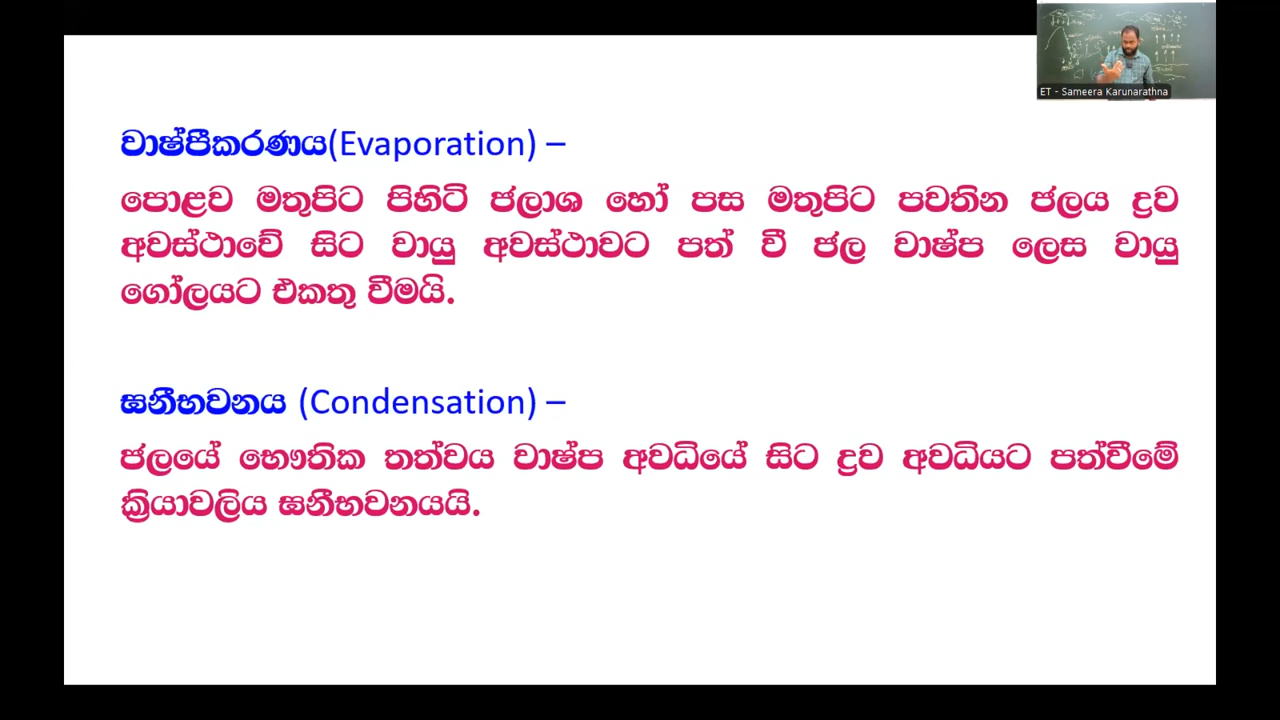 ET - Sameera Karunarathna
වාෂ්පීකරණය(Evaporation) –
පොළව මතුපිට පිහිටි ජලාශ හෝ පස මතුපිට පවතින ජලය ද්‍රව
අවස්ථාවේ සිට වායු අවස්ථාවට පත් වී ජල වාෂ්ප ලෙස වායු
ගෝලයට එකතු වීමයි.
ඝනීභවනය (Condensation) –
ජලයේ භෞතික තත්වය වාෂ්ප අවධියේ සිට ද්‍රව අවධියට පත්වීමේ
ක්‍රියාවලිය ඝනීභවනයයි.